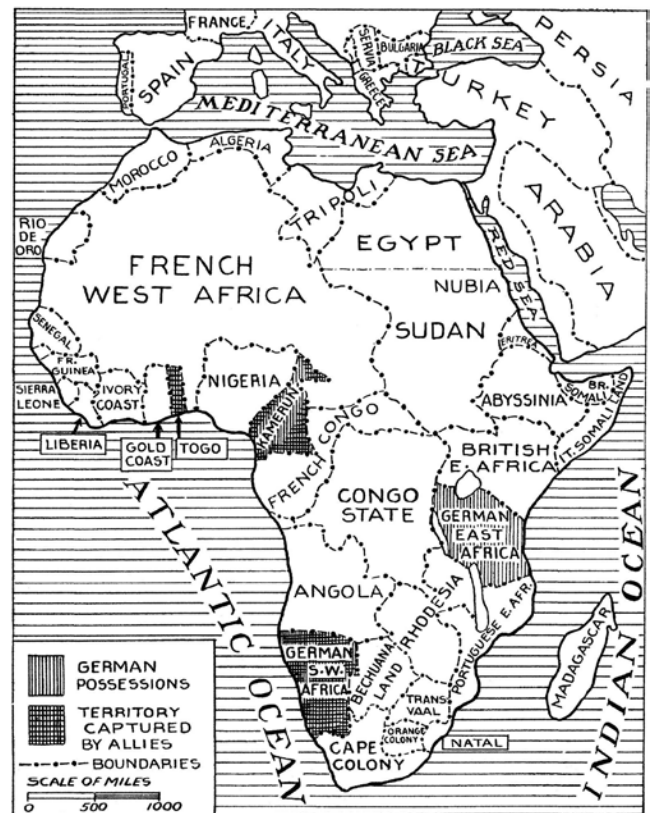 FRANCE
ITALY
SERVIA
BULGARIA
BLACK SEA
PERSIA
PORTUGAL
SPAIN
GREECE
TURKEY
MEDITERRANEAN SEA
MOROCCO
ALGERIA
TRIPOLI
ARABIA
RIO
DE
ORO
EGYPT
RED SEA
FRENCH
WEST AFRICA
NUBIA
SENEGAL
SUDAN
ERITREA
FR.
GUINEA
SIERRA
LEONE
IVORY
COAST
NIGERIA
KAMERUN
ABYSSINIA
BR.
SOMALI
IT. SOMALI LAND
LIBERIA
GOLD
COAST
TOGO
FRENCH CONGO
BRITISH
E. AFRICA
CONGO
STATE
GERMAN
EAST
AFRICA
ATLANTIC OCEAN
INDIAN OCEAN
ANGOLA
RHODESIA
PORTUGUESE E. AFR.
MADAGASCAR
GERMAN
S.W.
AFRICA
BECHUANA
LAND
TRANS-
VAAL
ORANGE
COLONY
NATAL
CAPE
COLONY
GERMAN
POSSESSIONS
TERRITORY
CAPTURED
BY ALLIES
BOUNDARIES
SCALE OF MILES
0 500 1000